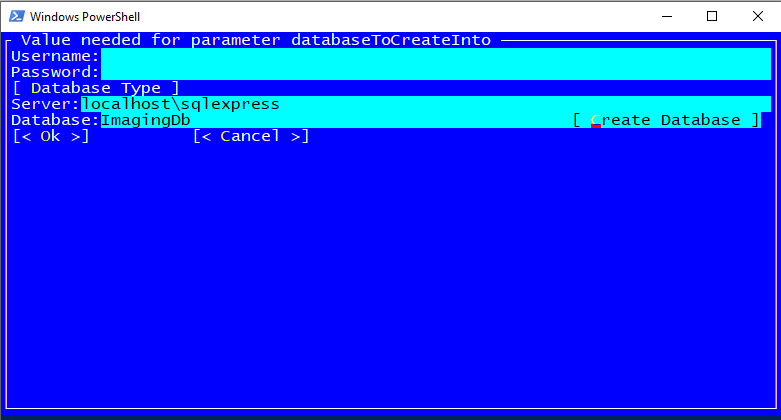 Windows PowerShell
Value needed for parameter databaseToCreateInto
Username:
Password:
[ Database Type ]
Server:localhost\sqlexpress
Database:ImagingDb [ Create Database ]
[< Ok >] [< Cancel >]